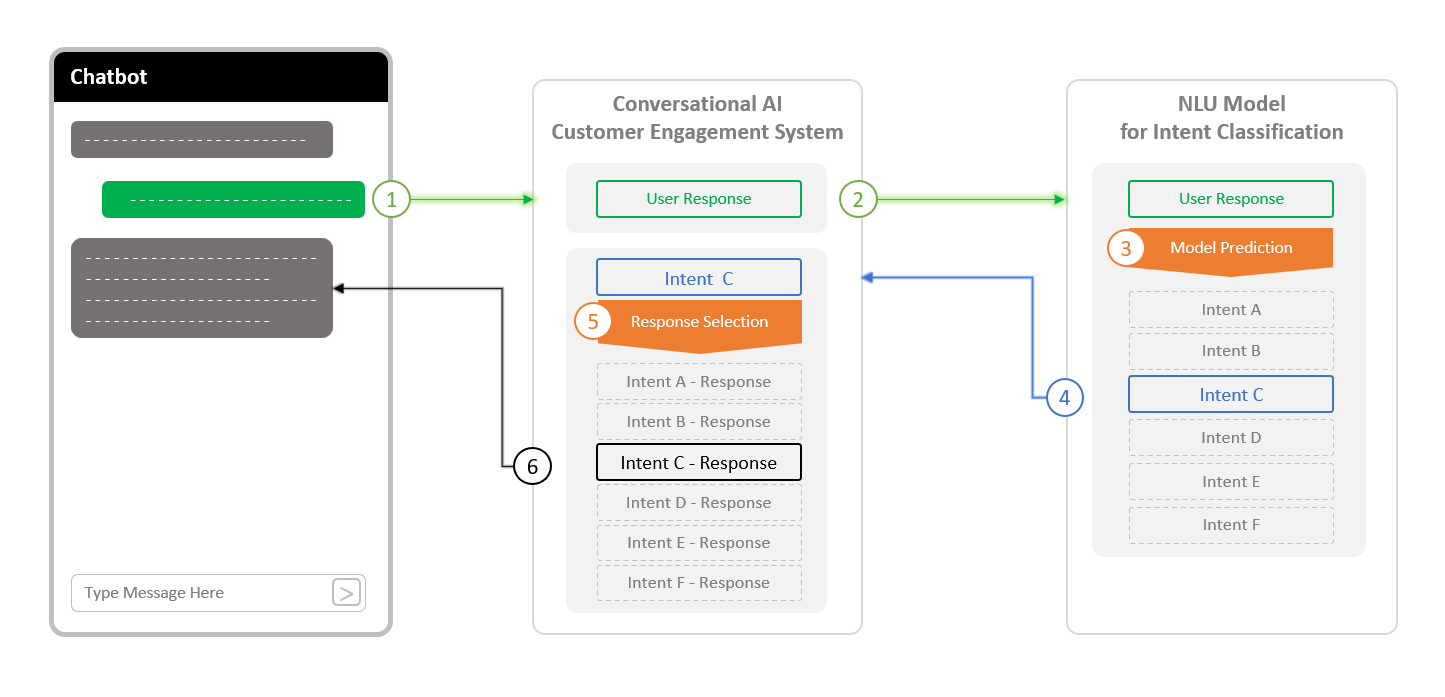 Chatbot
Type Message Here
>
1
Conversational AI
Customer Engagement System
User Response
2
Intent C
5
Response Selection
Intent A - Response
Intent B - Response
Intent C - Response
6
Intent D - Response
Intent E - Response
Intent F - Response
NLU Model
for Intent Classification
User Response
3
Model Prediction
Intent A
Intent B
Intent C
4
Intent D
Intent E
Intent F